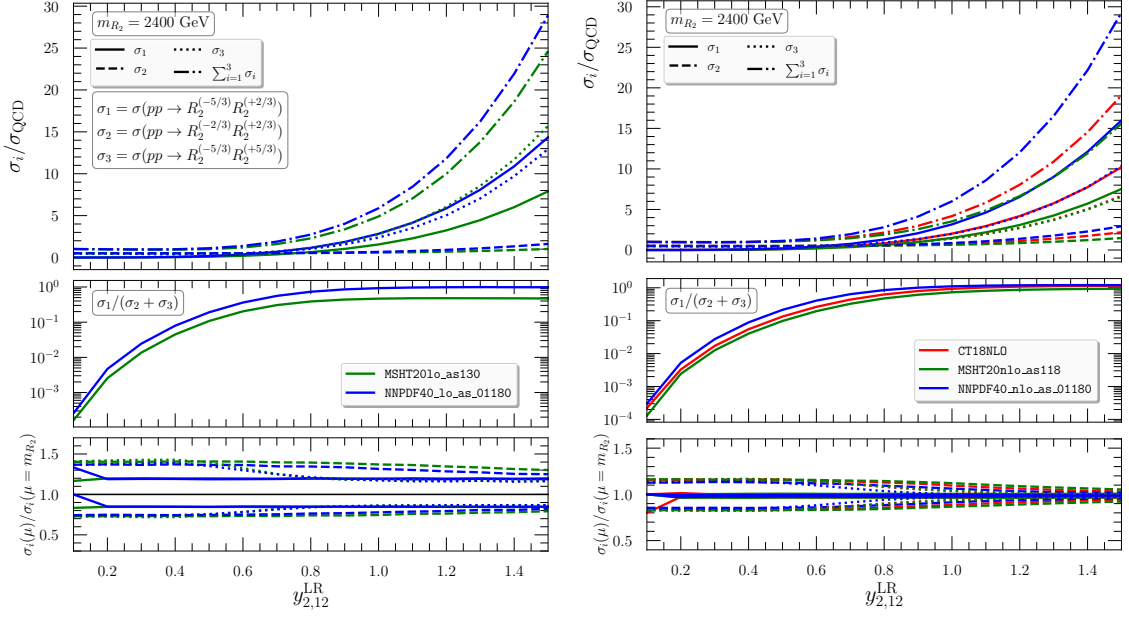 m_{R_2} = 2400 GeV
σ_1 σ_3
σ_2 ∑_{i=1}^3 σ_i
σ_1 = σ(pp → R_2^{(-5/3)} R_2^{(+2/3)})
σ_2 = σ(pp → R_2^{(-2/3)} R_2^{(+2/3)})
σ_3 = σ(pp → R_2^{(-5/3)} R_2^{(+5/3)})
σ_i/σ_QCD
30
25
20
15
10
5
0
σ_1/(σ_2 + σ_3)
MSHT20lo_as130
NNPDF40_lo_as_01180
10^0
10^{-1}
10^{-2}
10^{-3}
σ_i(μ)/σ_i(μ = m_{R_2})
1.5
1.0
0.5
0.2 0.4 0.6 0.8 1.0 1.2 1.4
y_{2,12}^{LR}
m_{R_2} = 2400 GeV
σ_1 σ_3
σ_2 ∑_{i=1}^3 σ_i
σ_i/σ_QCD
30
25
20
15
10
5
0
σ_1/(σ_2 + σ_3)
CT18NLO
MSHT20nlo_as118
NNPDF40_nlo_as_01180
10^0
10^{-1}
10^{-2}
10^{-3}
10^{-4}
σ_i(μ)/σ_i(μ = m_{R_2})
1.5
1.0
0.5
0.2 0.4 0.6 0.8 1.0 1.2 1.4
y_{2,12}^{LR}